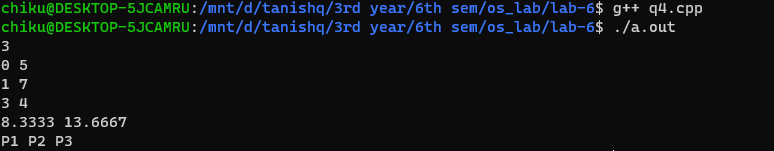 chiku@DESKTOP-5JCAMRU:/mnt/d/tanishq/3rd year/6th sem/os_lab/lab-6$ g++ q4.cpp
chiku@DESKTOP-5JCAMRU:/mnt/d/tanishq/3rd year/6th sem/os_lab/lab-6$ ./a.out
3
0 5
1 7
3 4
8.3333 13.6667
P1 P2 P3